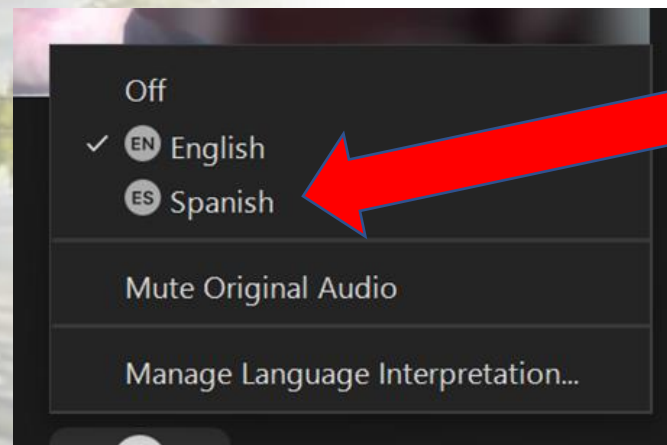 Off
✓ EN English
ES Spanish
Mute Original Audio
Manage Language Interpretation...